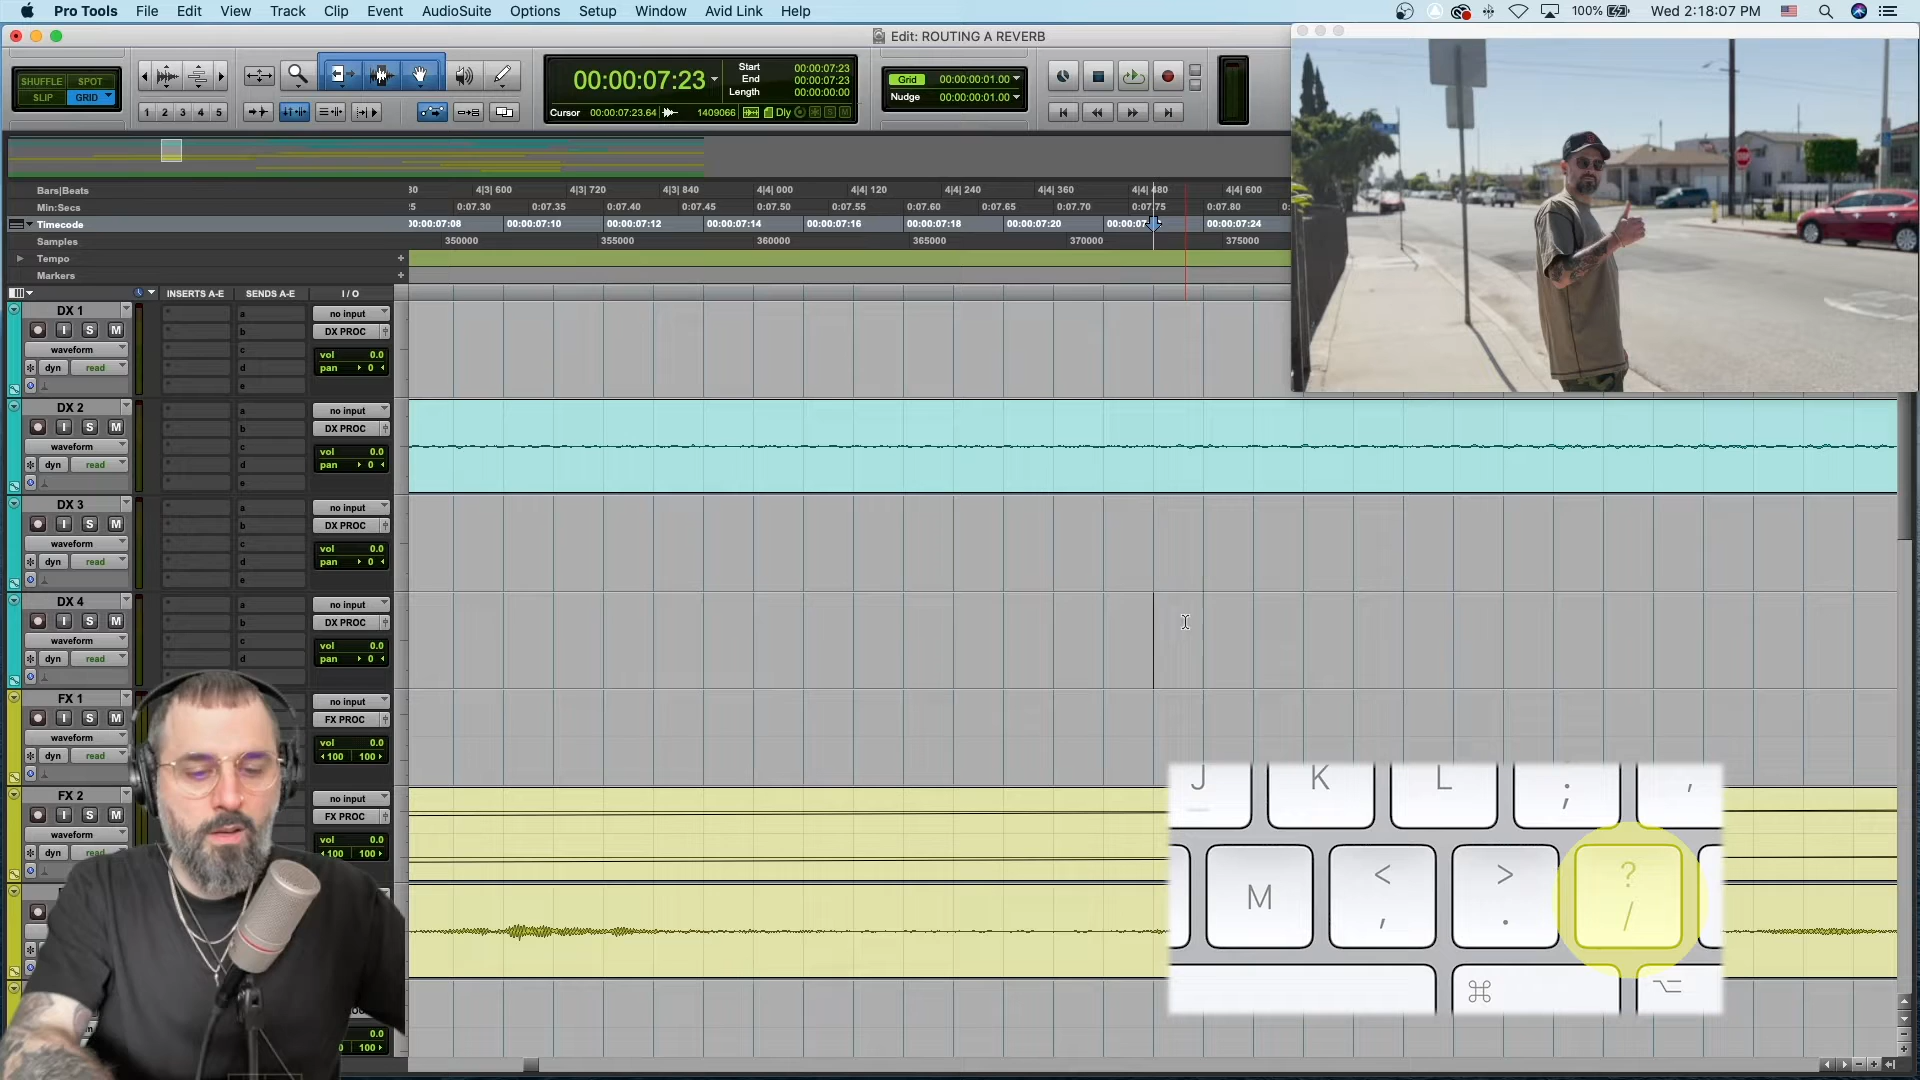 Pro Tools File Edit View Track Clip Event AudioSuite Options Setup Window Avid Link Help 100% Wed 2:18:07 PM
Edit: ROUTING A REVERB
SHUFFLE SPOT
SLIP GRID
1 2 3 4 5
00:00:07:23
Start 00:00:07:23
End 00:00:07:23
Length 00:00:00:00
Cursor 00:00:07:23.64 1409066 Dly S M
Grid 00:00:00:01.00
Nudge 00:00:00:01.00
Bars|Beats 4|3| 600 4|3| 720 4|3| 840 4|4| 000 4|4| 120 4|4| 240 4|4| 360 4|4| 480 4|4| 600
Min:Secs 0:07.30 0:07.35 0:07.40 0:07.45 0:07.50 0:07.55 0:07.60 0:07.65 0:07.70 0:07.75 0:07.80
Timecode 00:00:07:08 00:00:07:10 00:00:07:12 00:00:07:14 00:00:07:16 00:00:07:18 00:00:07:20 00:00:07: 00:00:07:24
Samples 350000 355000 360000 365000 370000 375000
Tempo +
Markers +
INSERTS A-E SENDS A-E I / O
DX 1 a no input
I S M b DX PROC
waveform c vol 0.0
dyn read d pan 0
e
DX 2 a no input
I S M b DX PROC
waveform c vol 0.0
dyn read d pan 0
e
DX 3 a no input
I S M b DX PROC
waveform c vol 0.0
dyn read d pan 0
e
DX 4 a no input
I S M b DX PROC
waveform c vol 0.0
dyn read d pan 0
FX 1 no input
I S M FX PROC
waveform vol 0.0
dyn read 100 100
FX 2 no input
I S M FX PROC
waveform vol 0.0
dyn read 100 100
0.0
100
J K L ;
:
M < , > . ? /
⌘ ⌥